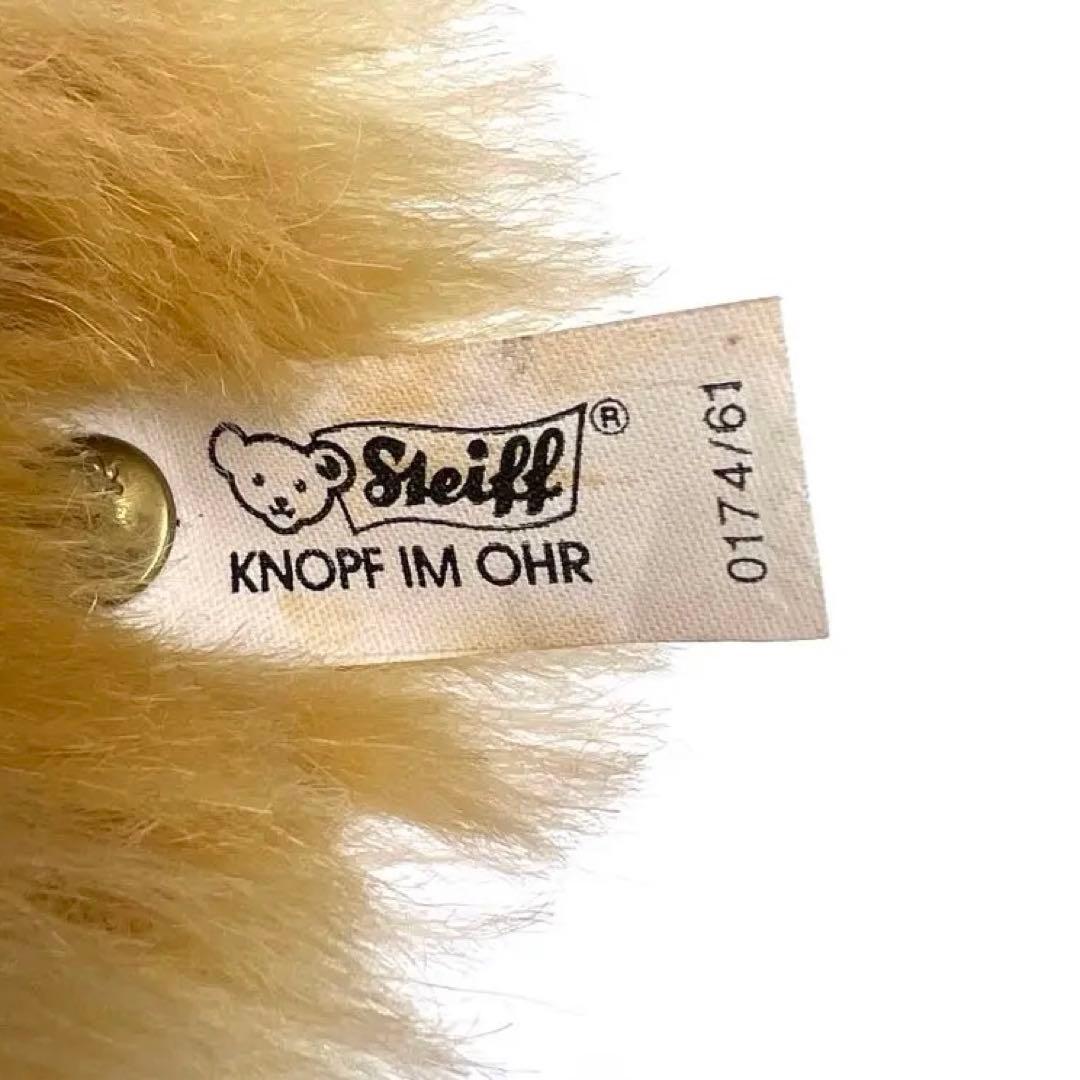 Steiff®
KNOPF IM OHR
0174/61